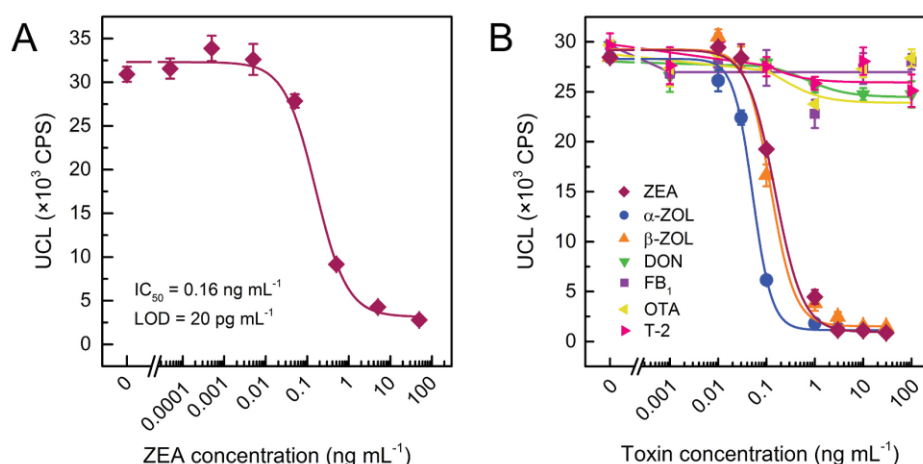 A
UCL (×10³ CPS)
35
30
25
20
15
10
5
0
IC₅₀ = 0.16 ng mL⁻¹
LOD = 20 pg mL⁻¹
0
0.0001
0.001
0.01
0.1
1
10
100
ZEA concentration (ng mL⁻¹)
B
UCL (×10³ CPS)
30
25
20
15
10
5
0
ZEA
α-ZOL
β-ZOL
DON
FB₁
OTA
T-2
0
0.001
0.01
0.1
1
10
100
Toxin concentration (ng mL⁻¹)